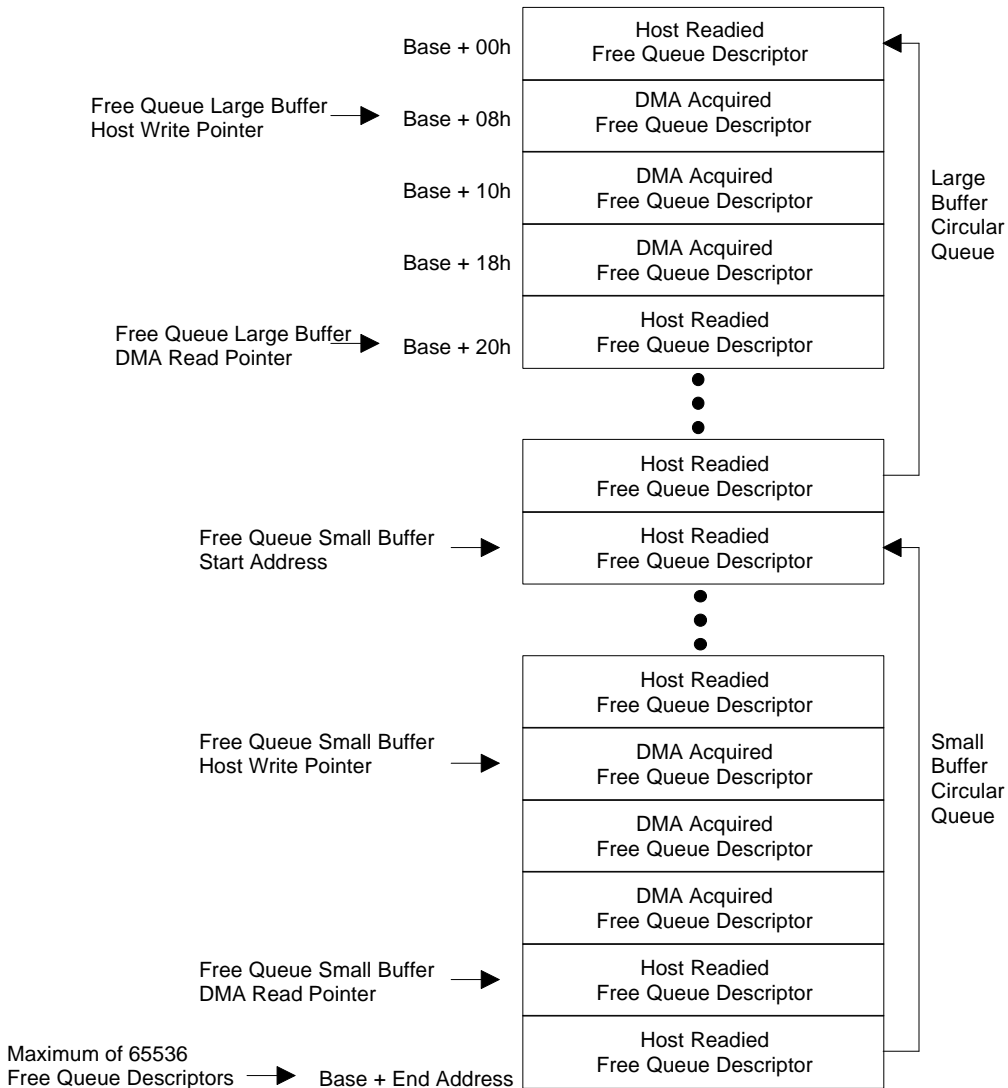 Base + 00h
Host Readied
Free Queue Descriptor
Free Queue Large Buffer
Host Write Pointer
Base + 08h
DMA Acquired
Free Queue Descriptor
Base + 10h
DMA Acquired
Free Queue Descriptor
Large
Buffer
Circular
Queue
Base + 18h
DMA Acquired
Free Queue Descriptor
Free Queue Large Buffer
DMA Read Pointer
Base + 20h
Host Readied
Free Queue Descriptor
Host Readied
Free Queue Descriptor
Free Queue Small Buffer
Start Address
Host Readied
Free Queue Descriptor
Host Readied
Free Queue Descriptor
Free Queue Small Buffer
Host Write Pointer
DMA Acquired
Free Queue Descriptor
Small
Buffer
Circular
Queue
DMA Acquired
Free Queue Descriptor
DMA Acquired
Free Queue Descriptor
Free Queue Small Buffer
DMA Read Pointer
Host Readied
Free Queue Descriptor
Maximum of 65536
Free Queue Descriptors
Base + End Address
Host Readied
Free Queue Descriptor